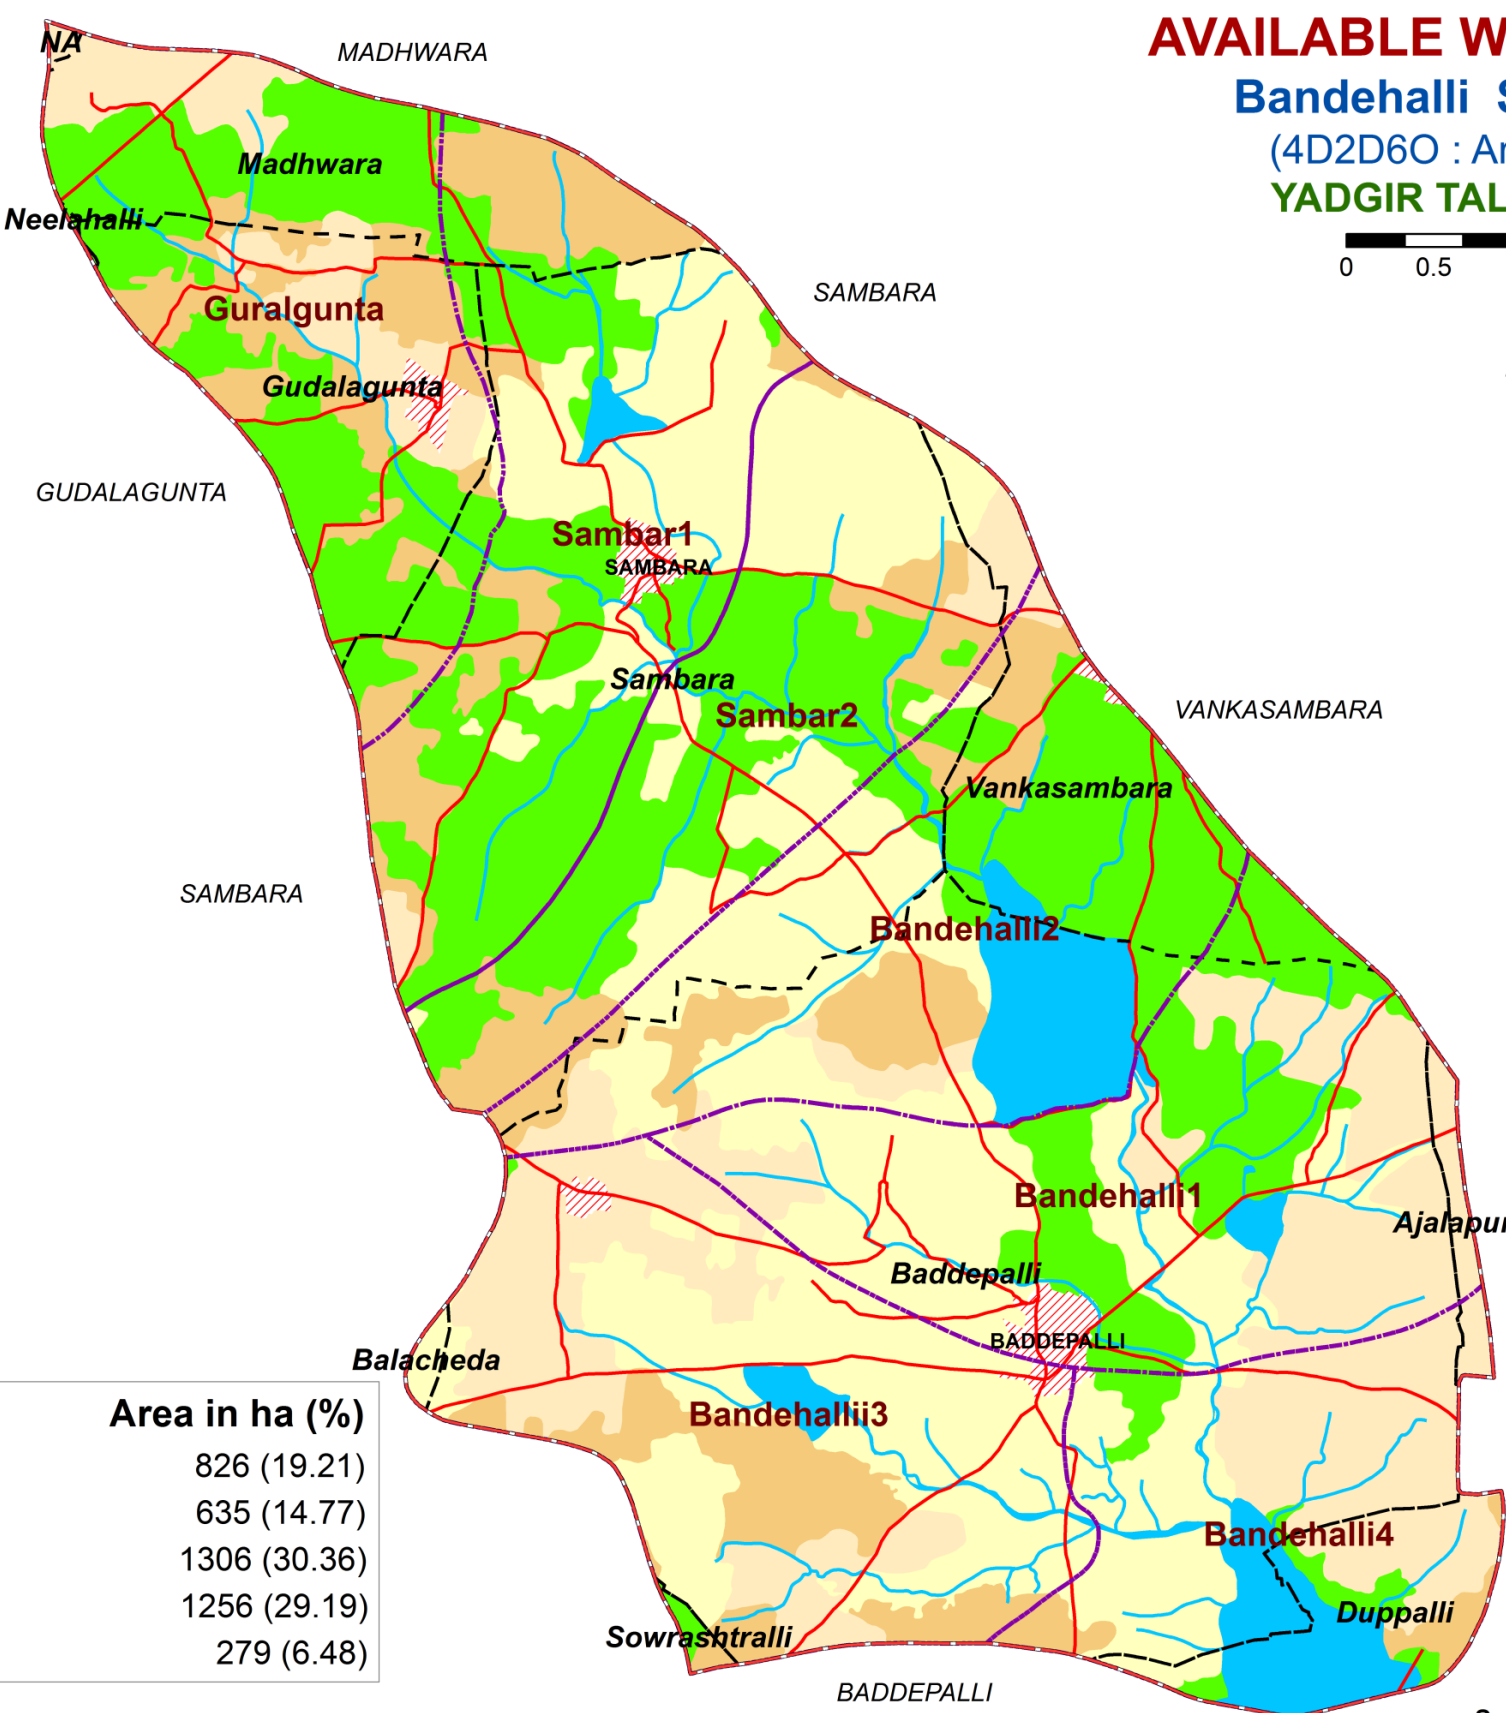 AVAILABLE W
Bandehalli S
(4D2D6O : Ar
YADGIR TAL
0 0.5
NA
MADHWARA
Madhwara
Neelahalli
SAMBARA
Guralgunta
Gudalagunta
GUDALAGUNTA
Sambar1
SAMBARA
Sambara
Sambar2
VANKASAMBARA
Vankasambara
SAMBARA
Bandehalli2
Bandehalli1
Ajalapur
Baddepalli
BADDEPALLI
Balacheda
Bandehallii3
Area in ha (%)
826 (19.21)
635 (14.77)
1306 (30.36)
1256 (29.19)
279 (6.48)
Bandehalli4
Duppalli
Sowrashtralli
BADDEPALLI